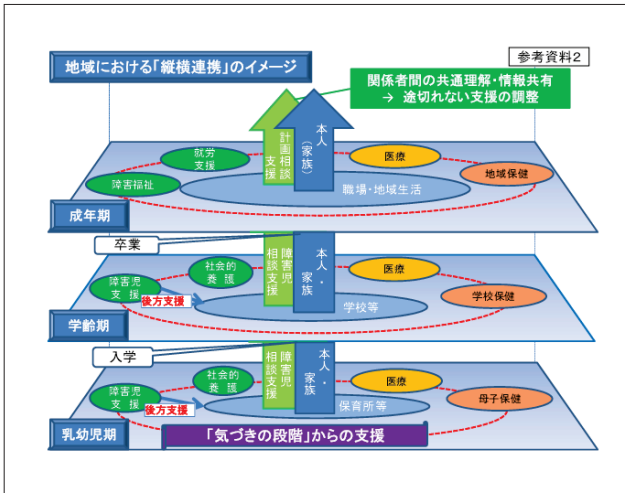 参考資料2
地域における「縦横連携」のイメージ
関係者間の共通理解・情報共有
→ 途切れない支援の調整
本人
(家族)
計画相談
支援
就労
支援
医療
障害福祉
地域保健
職場・地域生活
成年期
卒業
障害児
相談支援
本人・
家族
社会的
養護
医療
障害児
支援
後方支援
学校保健
学校等
学齢期
入学
障害児
相談支援
本人・
家族
社会的
養護
医療
障害児
支援
後方支援
母子保健
保育所等
乳幼児期
「気づきの段階」からの支援